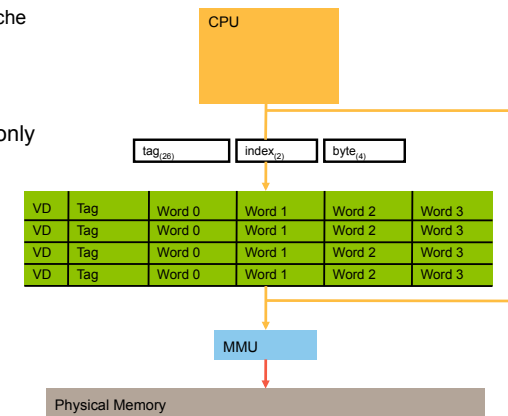 che
CPU
only
tag(26) index(2) byte(4)
VD Tag Word 0 Word 1 Word 2 Word 3
VD Tag Word 0 Word 1 Word 2 Word 3
VD Tag Word 0 Word 1 Word 2 Word 3
VD Tag Word 0 Word 1 Word 2 Word 3
MMU
Physical Memory